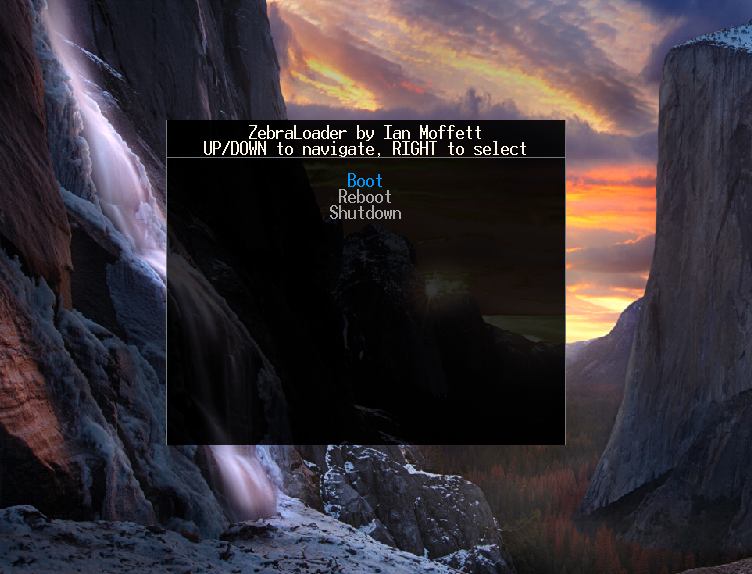 ZebraLoader by Ian Moffett
UP/DOWN to navigate, RIGHT to select
Boot
Reboot
Shutdown